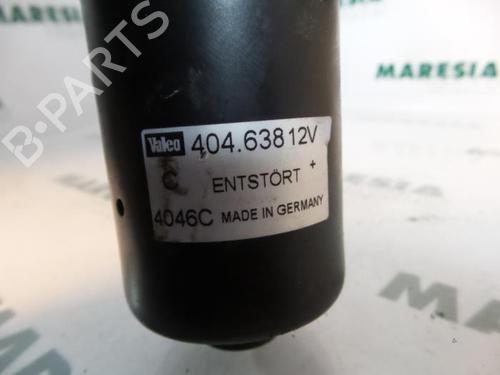 MARESIA
Valeo 404.638 12V
C ENTSTÖRT +
4046C MADE IN GERMANY
B-PARTS
MARESIA